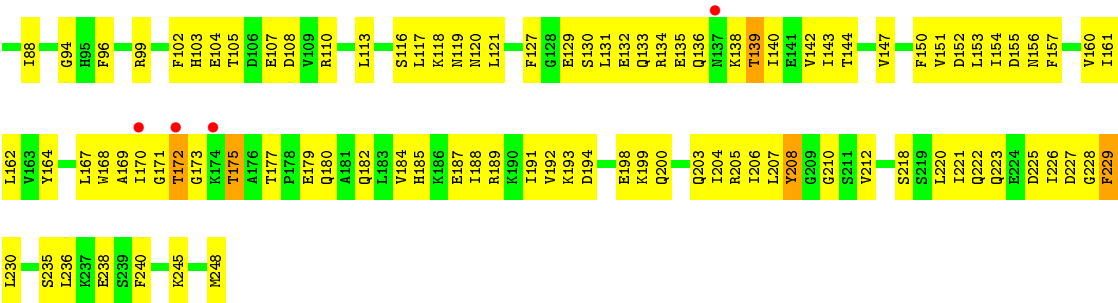 I88 G94 H95 F96 R99 F102 H103 E104 T105 D106 E107 D108 V109 R110 L113 S116 L117 K118 N119 N120 L121 F127 G128 E129 S130 L131 E132 Q133 R134 E135 Q136 N137 K138 T139 I140 E141 V142 I143 T144 V147 F150 V151 D152 L153 I154 D155 N156 F157 V160 I161
L162 V163 Y164 L167 W168 A169 I170 G171 T172 G173 K174 T175 A176 T177 P178 E179 Q180 A181 Q182 L183 V184 H185 K186 E187 I188 R189 K190 I191 V192 K193 D194 E198 K199 Q200 Q203 I204 R205 I206 L207 Y208 G209 G210 S211 V212 S218 S219 L220 I221 Q222 Q223 E224 D225 I226 D227 G228 F229
L230 S235 L236 K237 E238 S239 F240 K245 M248